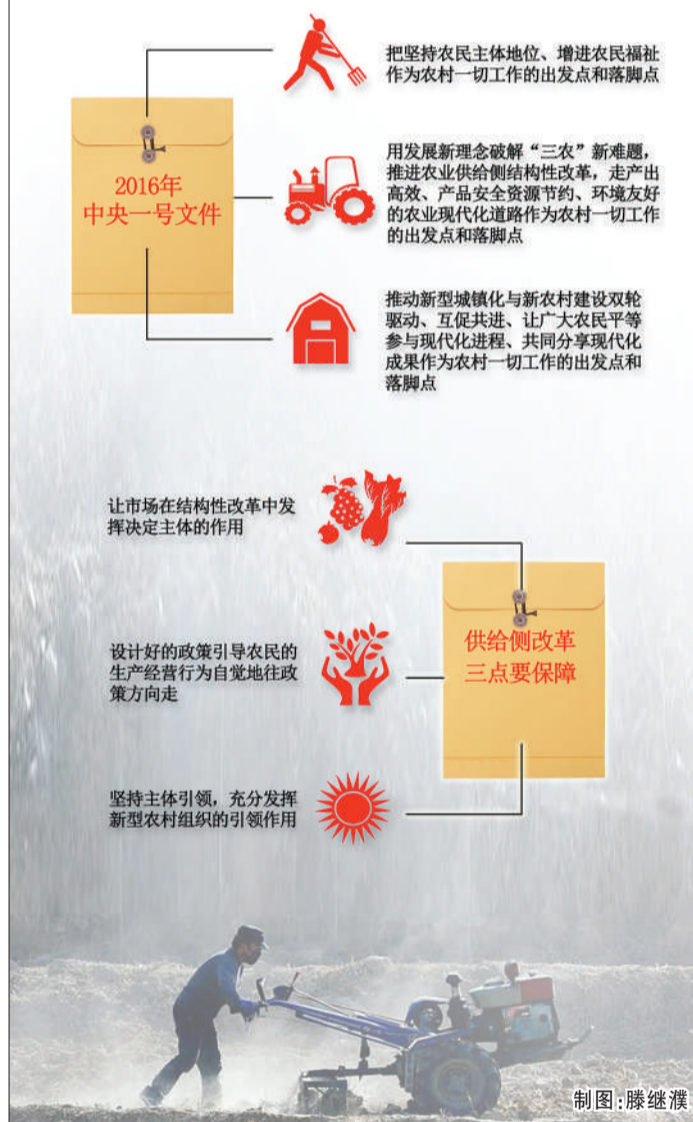 把坚持农民主体地位、增进农民福祉
作为农村一切工作的出发点和落脚点
2016年
中央一号文件
用发展新理念破解“三农”新难题，
推进农业供给侧结构性改革，走产出
高效、产品安全资源节约、环境友好
的农业现代化道路作为农村一切工作
的出发点和落脚点
推动新型城镇化与新农村建设双轮
驱动、互促共进、让广大农民平等
参与现代化进程、共同分享现代化
成果作为农村一切工作的出发点和
落脚点
让市场在结构性改革中发
挥决定主体的作用
供给侧改革
三点要保障
设计好的政策引导农民的
生产经营行为自觉地往政
策方向走
坚持主体引领，充分发挥
新型农村组织的引领作用
制图:滕继濮